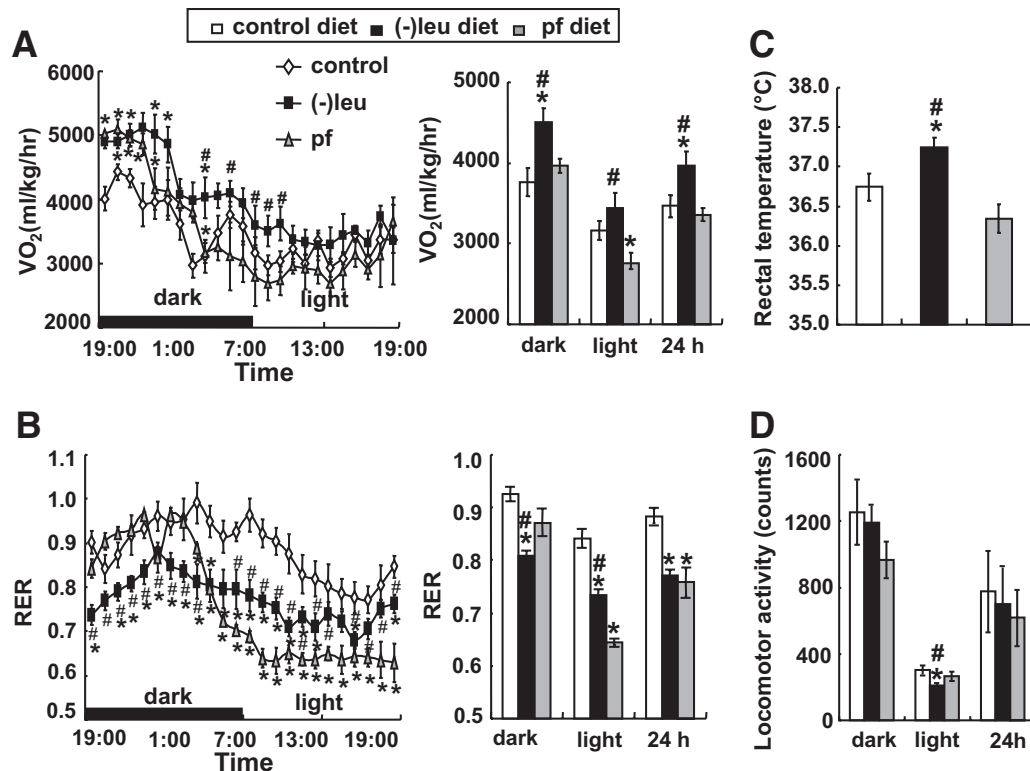 control diet (-)leu diet pf diet
A
control
(-)leu
pf
VO2(ml/kg/hr)
6000
5000
4000
3000
2000
* * * * *
* * * *
# *
*
# # # #
dark light
19:00 1:00 7:00 13:00 19:00
Time
VO2(ml/kg/hr)
5000
4000
3000
2000
# *
#
*
# *
dark light 24 h
C
Rectal temperature (°C)
38.0
37.5
37.0
36.5
36.0
35.5
35.0
# *
B
RER
1.1
1.0
0.9
0.8
0.7
0.6
0.5
dark light
19:00 1:00 7:00 13:00 19:00
Time
RER
1.0
0.9
0.8
0.7
0.6
0.5
# *
# *
*
* *
dark light 24 h
D
Locomotor activity (counts)
1600
1200
800
400
0
# *
dark light 24h